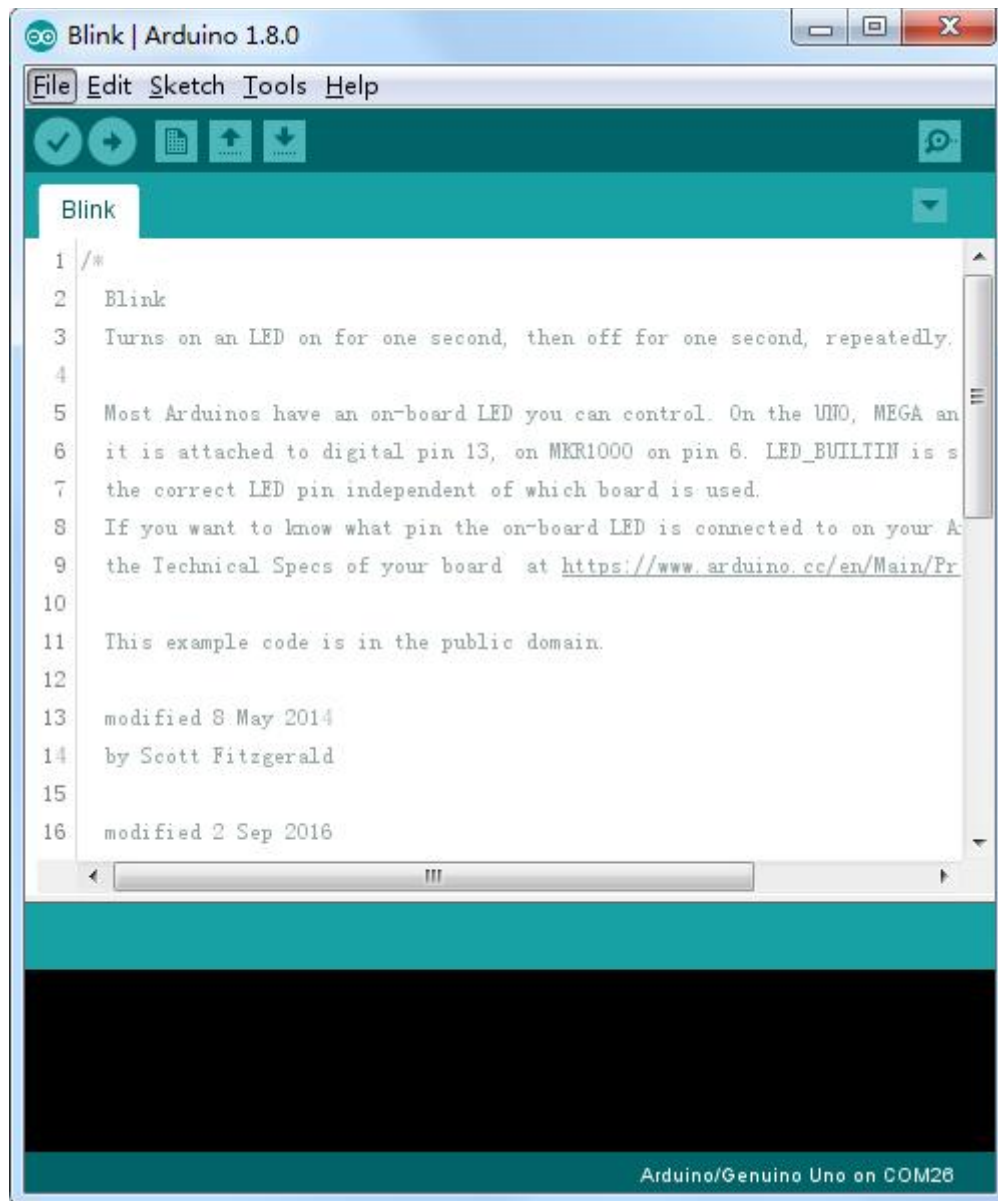 Blink | Arduino 1.8.0
File Edit Sketch Tools Help
Blink
1 /*
2 Blink
3 Turns on an LED on for one second, then off for one second, repeatedly.
4
5 Most Arduinos have an on-board LED you can control. On the UNO, MEGA an
6 it is attached to digital pin 13, on MKR1000 on pin 6. LED_BUILTIN is s
7 the correct LED pin independent of which board is used.
8 If you want to know what pin the on-board LED is connected to on your A
9 the Technical Specs of your board  at https://www.arduino.cc/en/Main/Pr
10
11 This example code is in the public domain.
12
13 modified 8 May 2014
14 by Scott Fitzgerald
15
16 modified 2 Sep 2016
Arduino/Genuino Uno on COM26